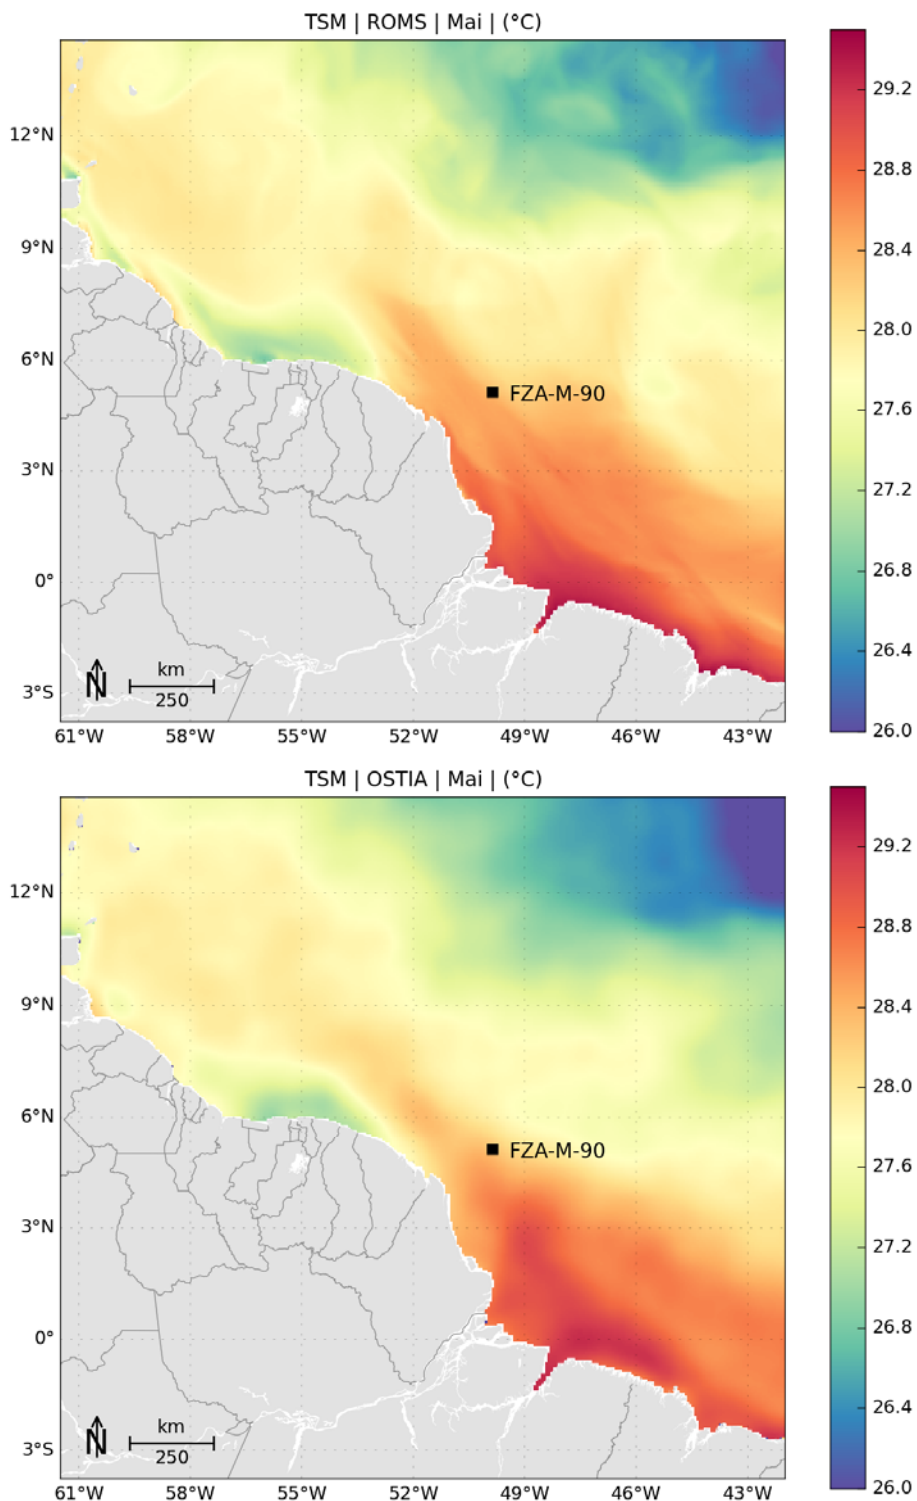 TSM | ROMS | Mai | (°C)
12°N
9°N
6°N
3°N
0°
3°S
FZA-M-90
N
km
250
61°W 58°W 55°W 52°W 49°W 46°W 43°W
29.2
28.8
28.4
28.0
27.6
27.2
26.8
26.4
26.0
TSM | OSTIA | Mai | (°C)
12°N
9°N
6°N
3°N
0°
3°S
FZA-M-90
N
km
250
61°W 58°W 55°W 52°W 49°W 46°W 43°W
29.2
28.8
28.4
28.0
27.6
27.2
26.8
26.4
26.0